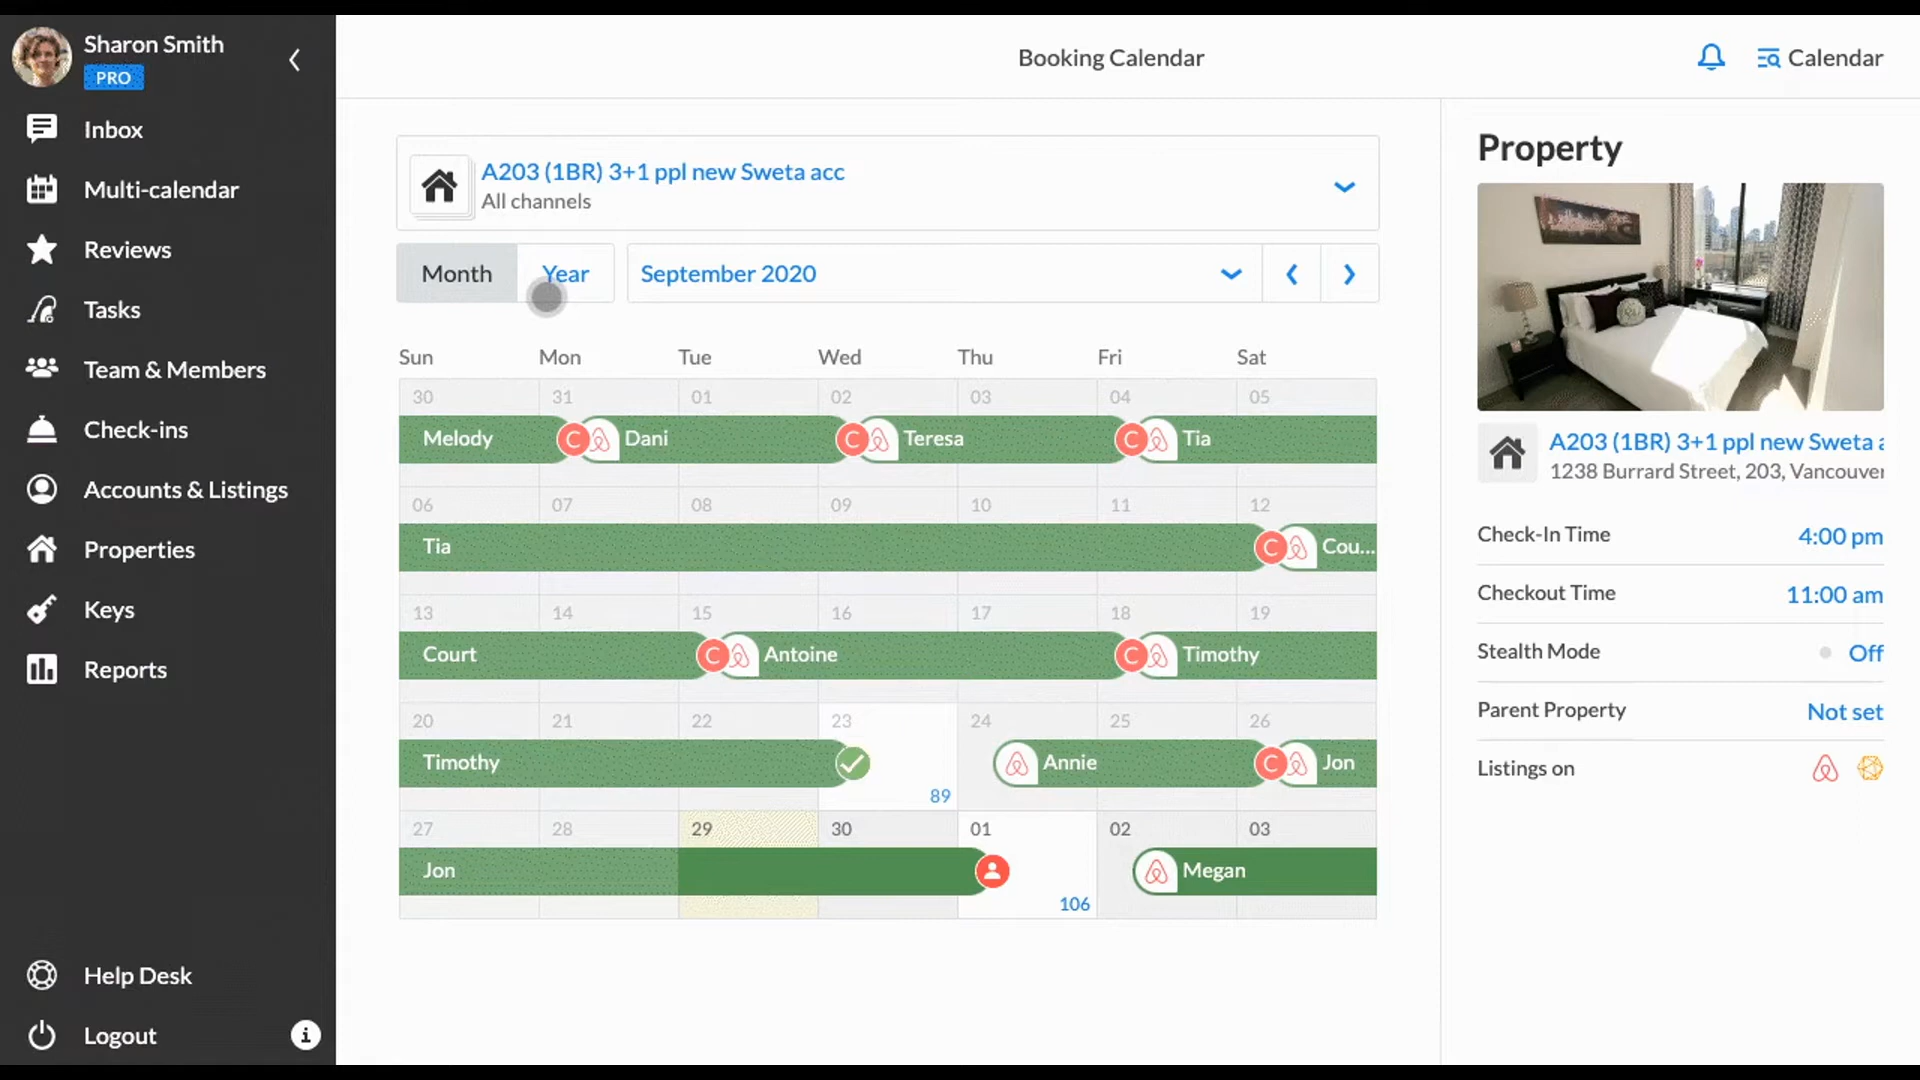 Sharon Smith
PRO
Inbox
Multi-calendar
Reviews
Tasks
Team & Members
Check-ins
Accounts & Listings
Properties
Keys
Reports
Help Desk
Logout
Booking Calendar
Calendar
A203 (1BR) 3+1 ppl new Sweta acc
All channels
Month Year September 2020
Sun Mon Tue Wed Thu Fri Sat
30 31 01 02 03 04 05
Melody C Dani C Teresa C Tia
06 07 08 09 10 11 12
Tia C Cou...
13 14 15 16 17 18 19
Court C Antoine C Timothy
20 21 22 23 24 25 26
Timothy Annie C Jon
89
27 28 29 30 01 02 03
Jon Megan
106
Property
A203 (1BR) 3+1 ppl new Sweta a
1238 Burrard Street, 203, Vancouver
Check-In Time 4:00 pm
Checkout Time 11:00 am
Stealth Mode Off
Parent Property Not set
Listings on